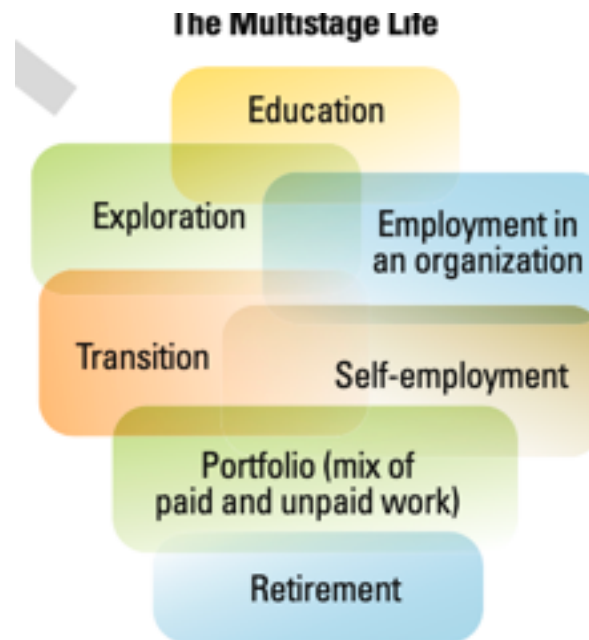 The Multistage Life
Education
Exploration
Employment in
an organization
Transition
Self-employment
Portfolio (mix of
paid and unpaid work)
Retirement